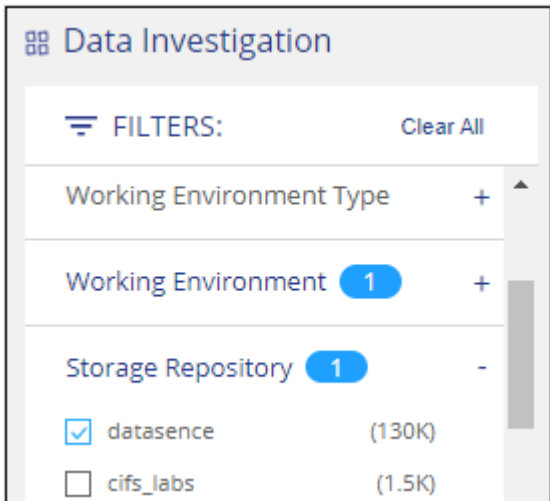 Data Investigation
FILTERS: Clear All
Working Environment Type +
Working Environment 1 +
Storage Repository 1 -
datasence (130K)
cifs_labs (1.5K)